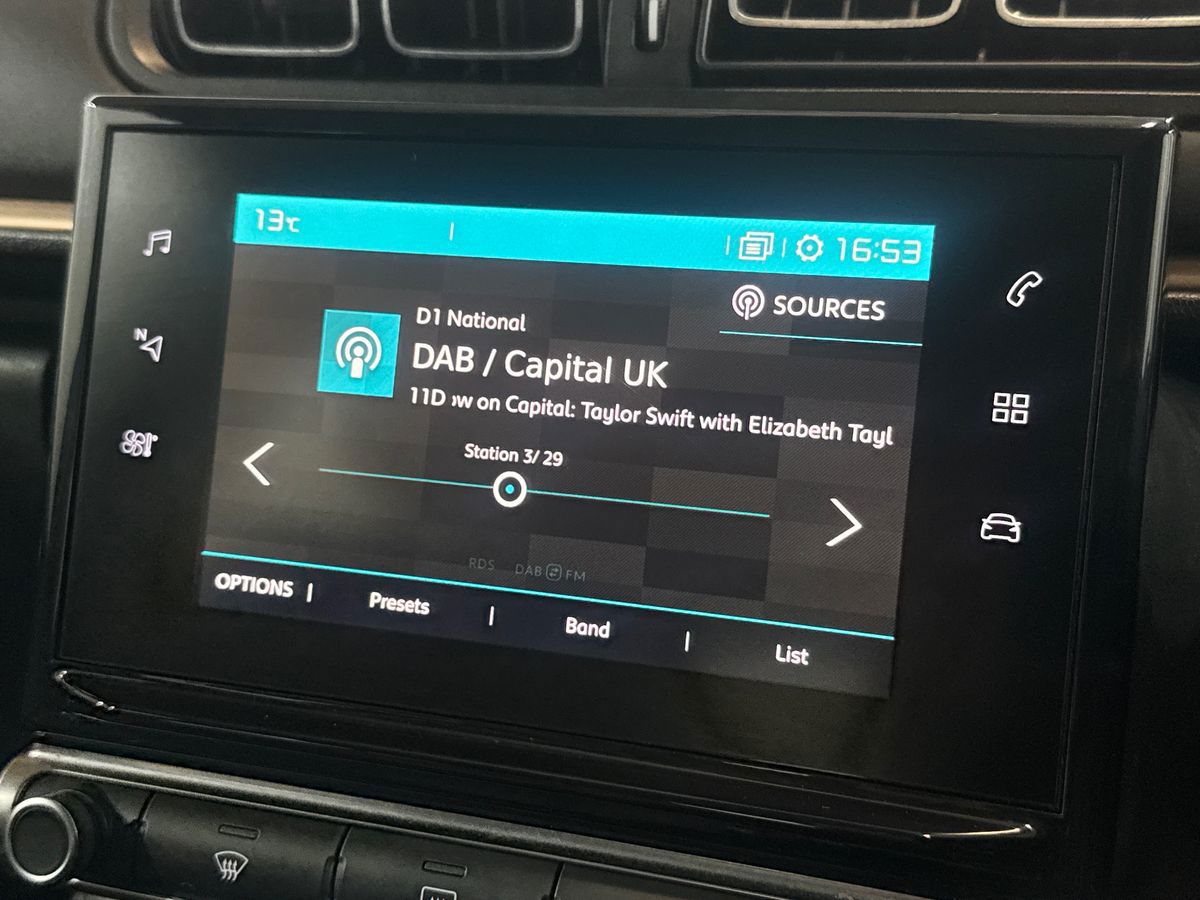 13℃
16:53
SOURCES
D1 National
DAB / Capital UK
11D ow on Capital: Taylor Swift with Elizabeth Tayl
Station 3/ 29
N
RDS DAB FM
OPTIONS
Presets
Band
List